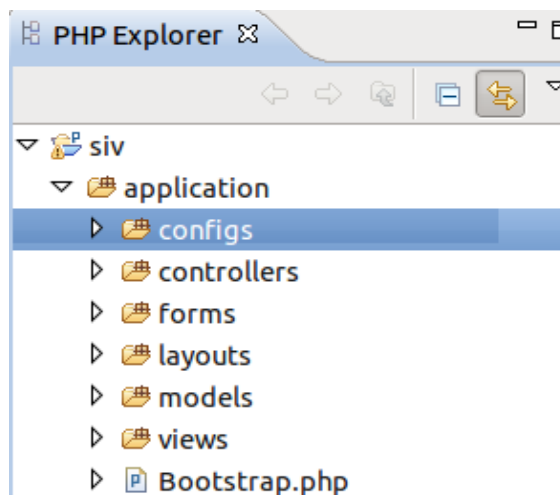 PHP Explorer
siv
application
configs
controllers
forms
layouts
models
views
Bootstrap.php